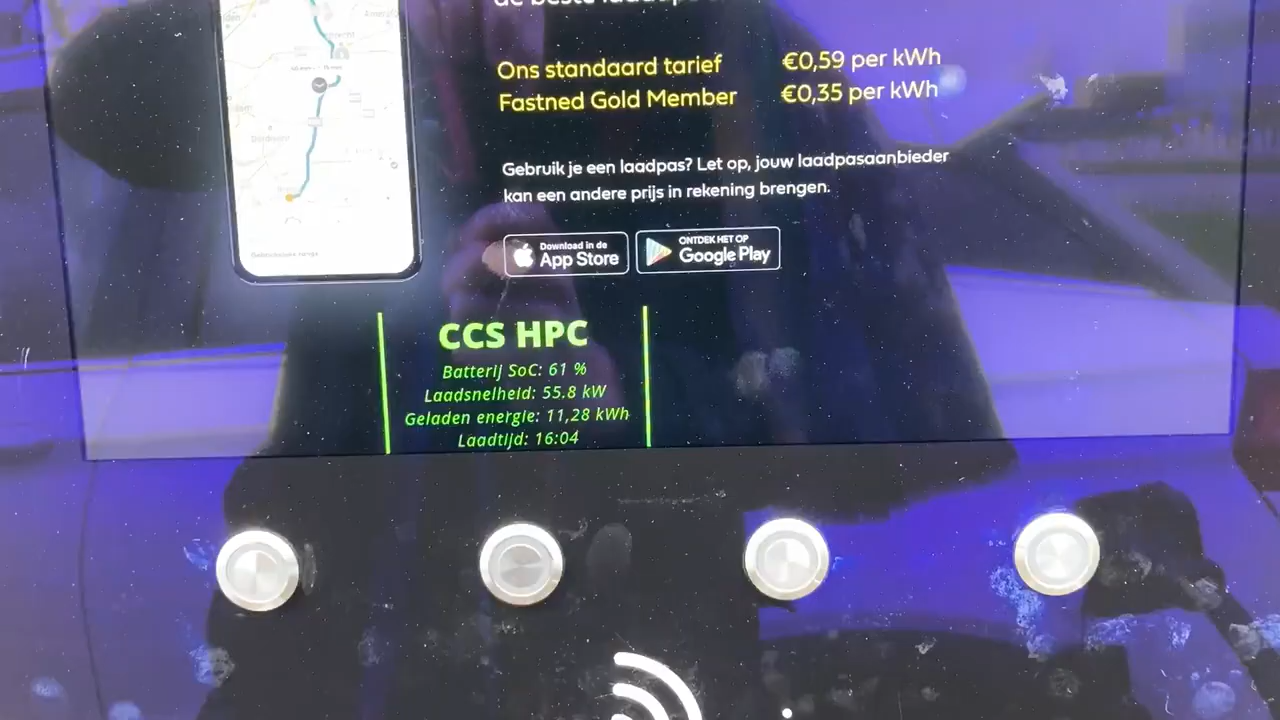 Ons standaard tarief €0,59 per kWh
Fastned Gold Member €0,35 per kWh
Gebruik je een laadpas? Let op, jouw laadpasaanbieder
kan een andere prijs in rekening brengen.
Download in de
App Store
ONTDEK HET OP
Google Play
CCS HPC
Batterij SoC: 61 %
Laadsnelheid: 55.8 kW
Geladen energie: 11,28 kWh
Laadtijd: 16:04